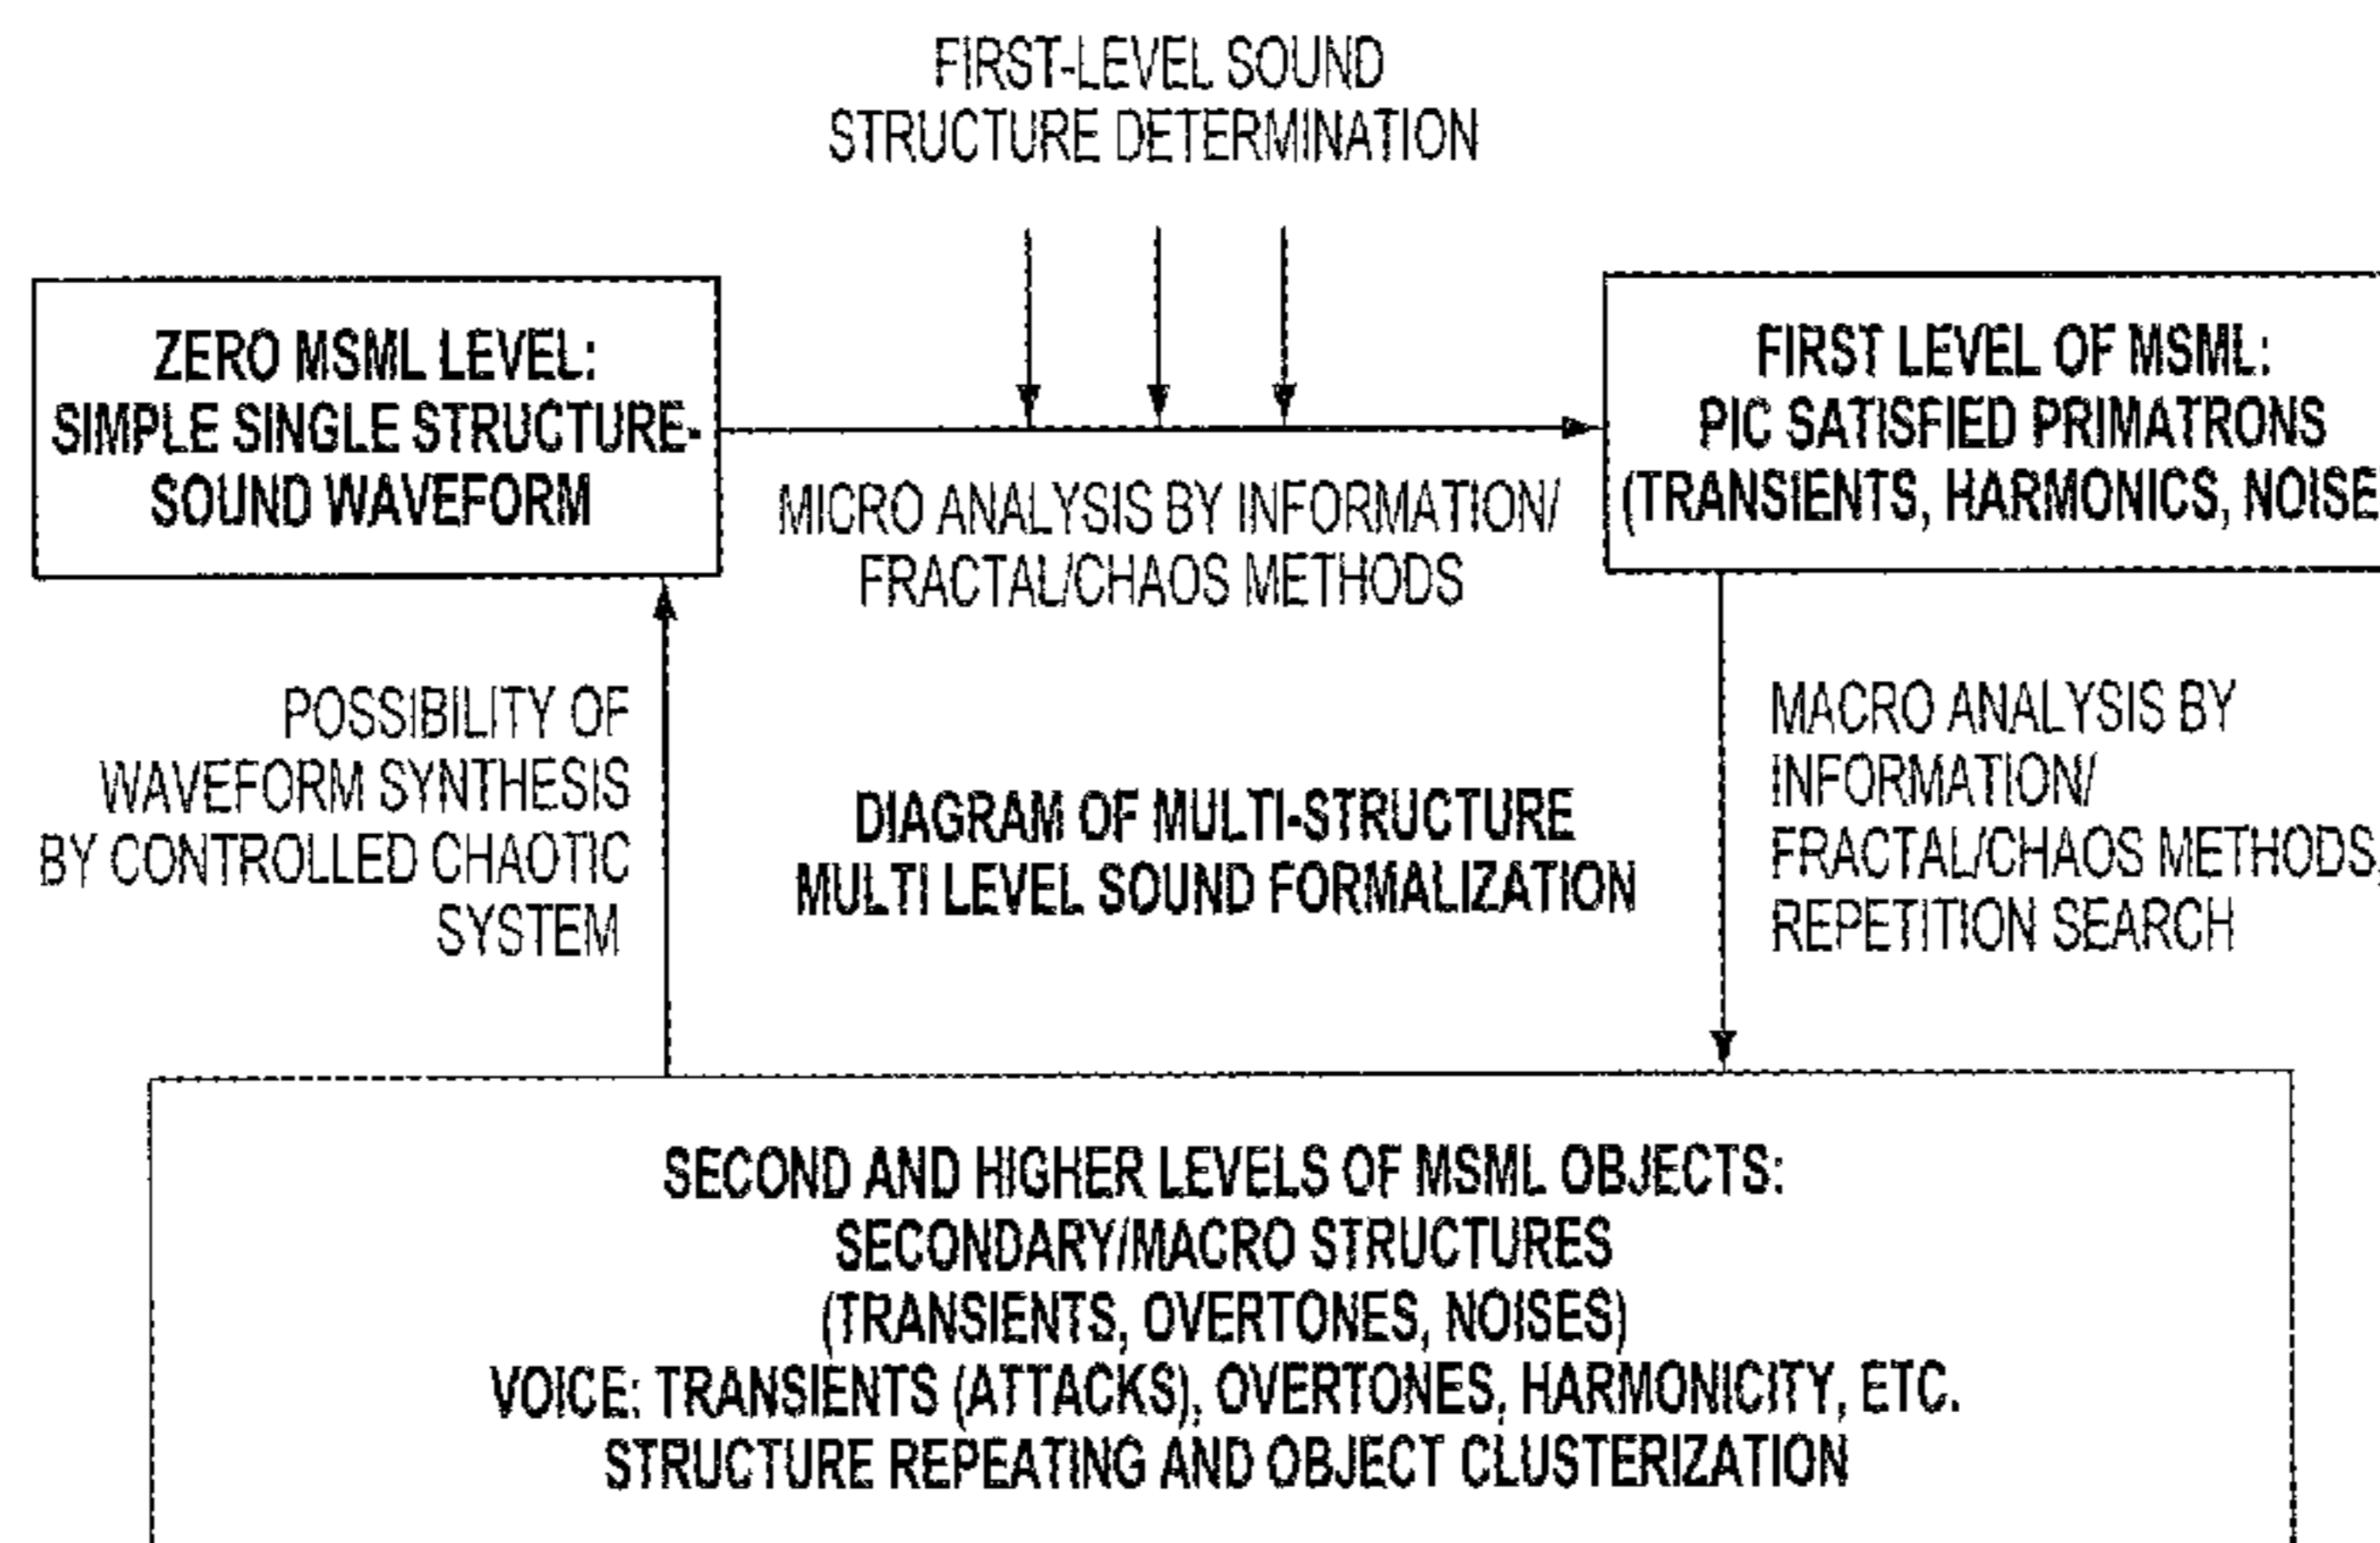 FIRST-LEVEL SOUND
STRUCTURE DETERMINATION
ZERO MSML LEVEL:
SIMPLE SINGLE STRUCTURE-
SOUND WAVEFORM
FIRST LEVEL OF MSML:
PIC SATISFIED PRIMATRONS
(TRANSIENTS, HARMONICS, NOISE
MICRO ANALYSIS BY INFORMATION/
FRACTAL/CHAOS METHODS
POSSIBILITY OF
WAVEFORM SYNTHESIS
BY CONTROLLED CHAOTIC
SYSTEM
DIAGRAM OF MULTI-STRUCTURE
MULTI LEVEL SOUND FORMALIZATION
MACRO ANALYSIS BY
INFORMATION/
FRACTAL/CHAOS METHODS,
REPETITION SEARCH
SECOND AND HIGHER LEVELS OF MSML OBJECTS:
SECONDARY/MACRO STRUCTURES
(TRANSIENTS, OVERTONES, NOISES)
VOICE: TRANSIENTS (ATTACKS), OVERTONES, HARMONICITY, ETC.
STRUCTURE REPEATING AND OBJECT CLUSTERIZATION